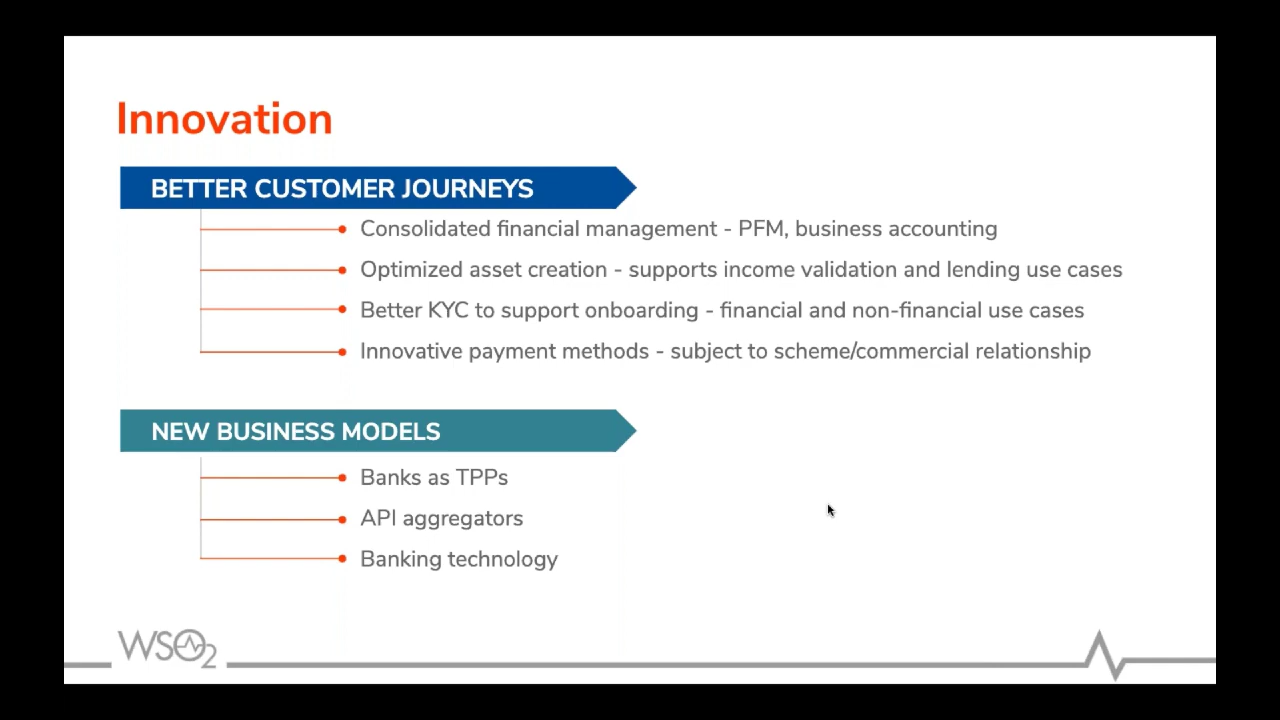 Innovation
BETTER CUSTOMER JOURNEYS
Consolidated financial management - PFM, business accounting
Optimized asset creation - supports income validation and lending use cases
Better KYC to support onboarding - financial and non-financial use cases
Innovative payment methods - subject to scheme/commercial relationship
NEW BUSINESS MODELS
Banks as TPPs
API aggregators
Banking technology
WSO2